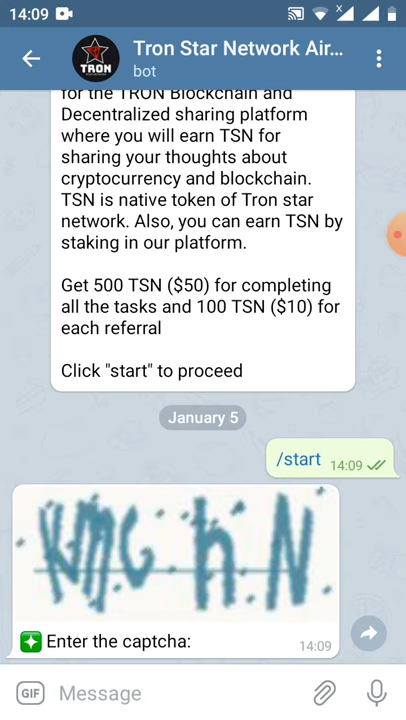 14:09
Tron Star Network Air...
bot
TRON
for the TRON Blockchain and
Decentralized sharing platform
where you will earn TSN for
sharing your thoughts about
cryptocurrency and blockchain.
TSN is native token of Tron star
network. Also, you can earn TSN by
staking in our platform.
Get 500 TSN ($50) for completing
all the tasks and 100 TSN ($10) for
each referral
Click "start" to proceed
January 5
/start 14:09
Enter the captcha: 14:09
GIF Message